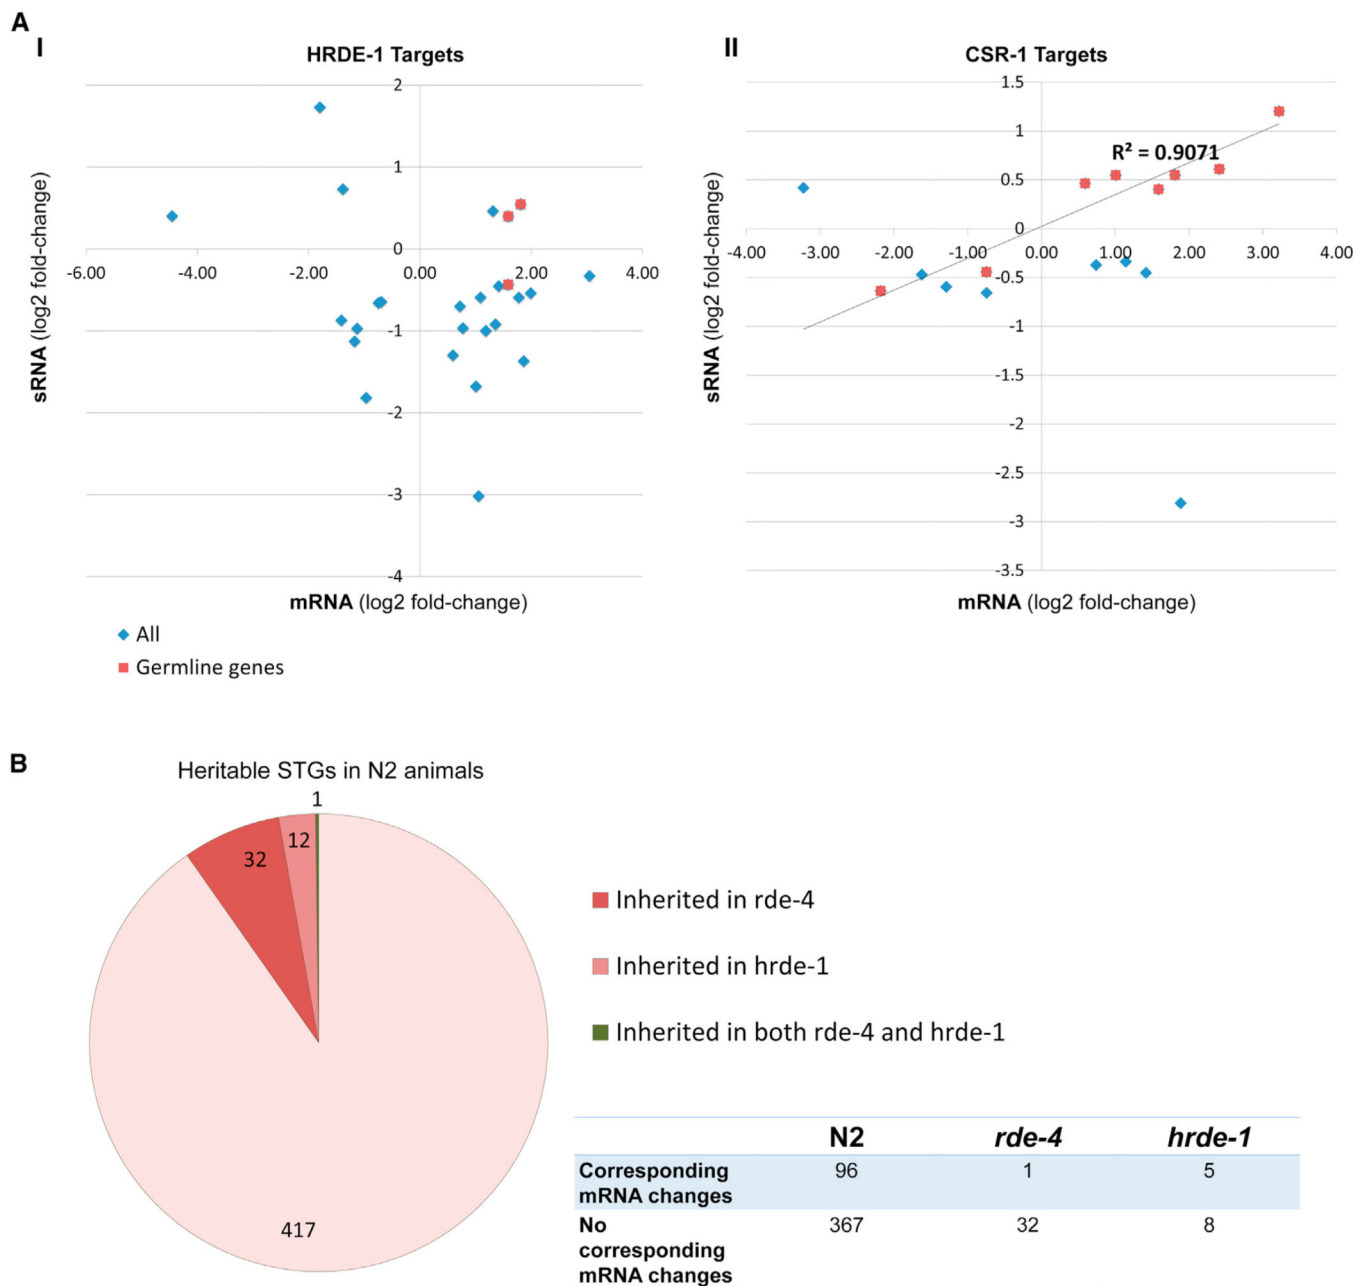 A
I
HRDE-1 Targets
2
1
0
-6.00 -4.00 -2.00 0.00 2.00 4.00
-1
-2
-3
-4
sRNA (log2 fold-change)
mRNA (log2 fold-change)
All
Germline genes
II
CSR-1 Targets
1.5
1
R² = 0.9071
0.5
0
-4.00 -3.00 -2.00 -1.00 0.00 1.00 2.00 3.00 4.00
-0.5
-1
-1.5
-2
-2.5
-3
-3.5
sRNA (log2 fold-change)
mRNA (log2 fold-change)
B
Heritable STGs in N2 animals
1
12
32
417
Inherited in rde-4
Inherited in hrde-1
Inherited in both rde-4 and hrde-1
N2 rde-4 hrde-1
Corresponding 96 1 5
mRNA changes
No 367 32 8
corresponding
mRNA changes